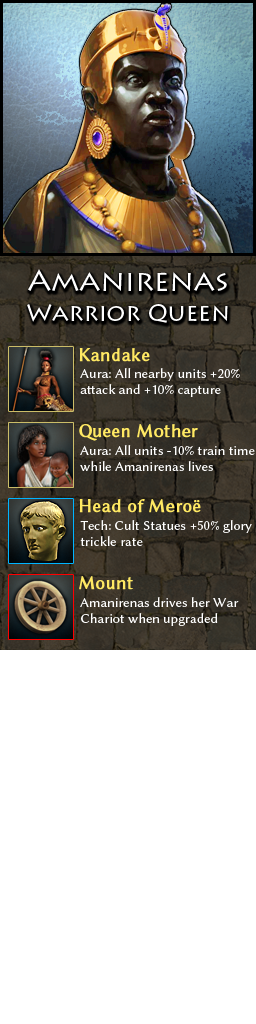 Amanirenas
Warrior Queen
Kandake
Aura: All nearby units +20%
attack and +10% capture
Queen Mother
Aura: All units -10% train time
while Amanirenas lives
Head of Meroë
Tech: Cult Statues +50% glory
trickle rate
Mount
Amanirenas drives her War
Chariot when upgraded